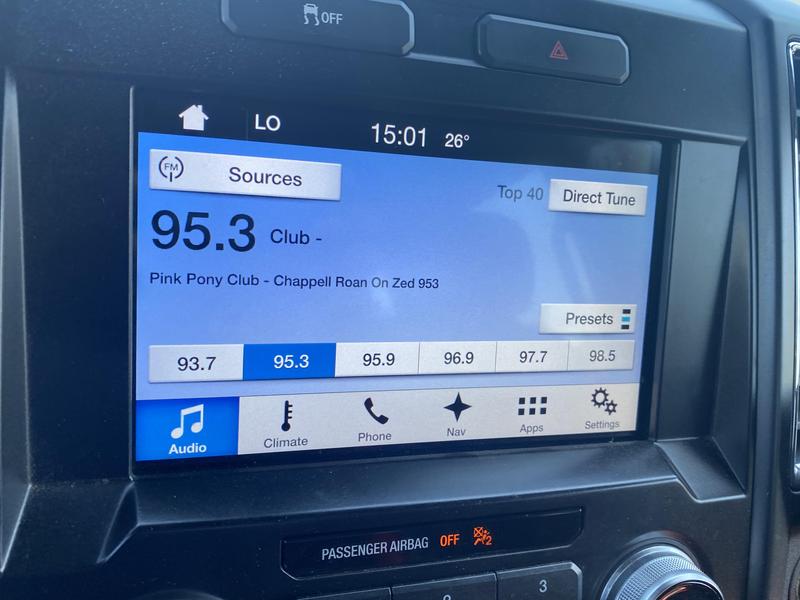 OFF
LO 15:01 26°
FM Sources
Top 40 Direct Tune
95.3 Club -
Pink Pony Club - Chappell Roan On Zed 953
Presets
93.7 95.3 95.9 96.9 97.7 98.5
Audio Climate Phone Nav Apps Settings
PASSENGER AIRBAG OFF 2
2 3